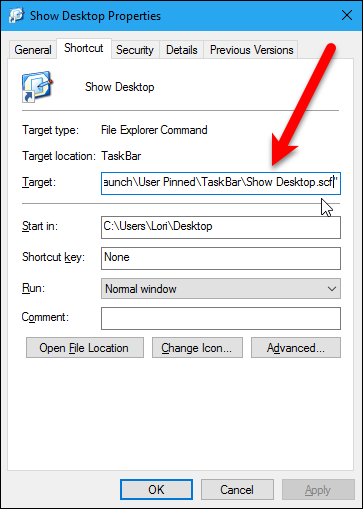 Show Desktop Properties
General Shortcut Security Details Previous Versions
Show Desktop
Target type: File Explorer Command
Target location: TaskBar
Target: aunch\User Pinned\TaskBar\Show Desktop.scf"
Start in: C:\Users\Lori\Desktop
Shortcut key: None
Run: Normal window
Comment:
Open File Location Change Icon... Advanced...
OK Cancel Apply